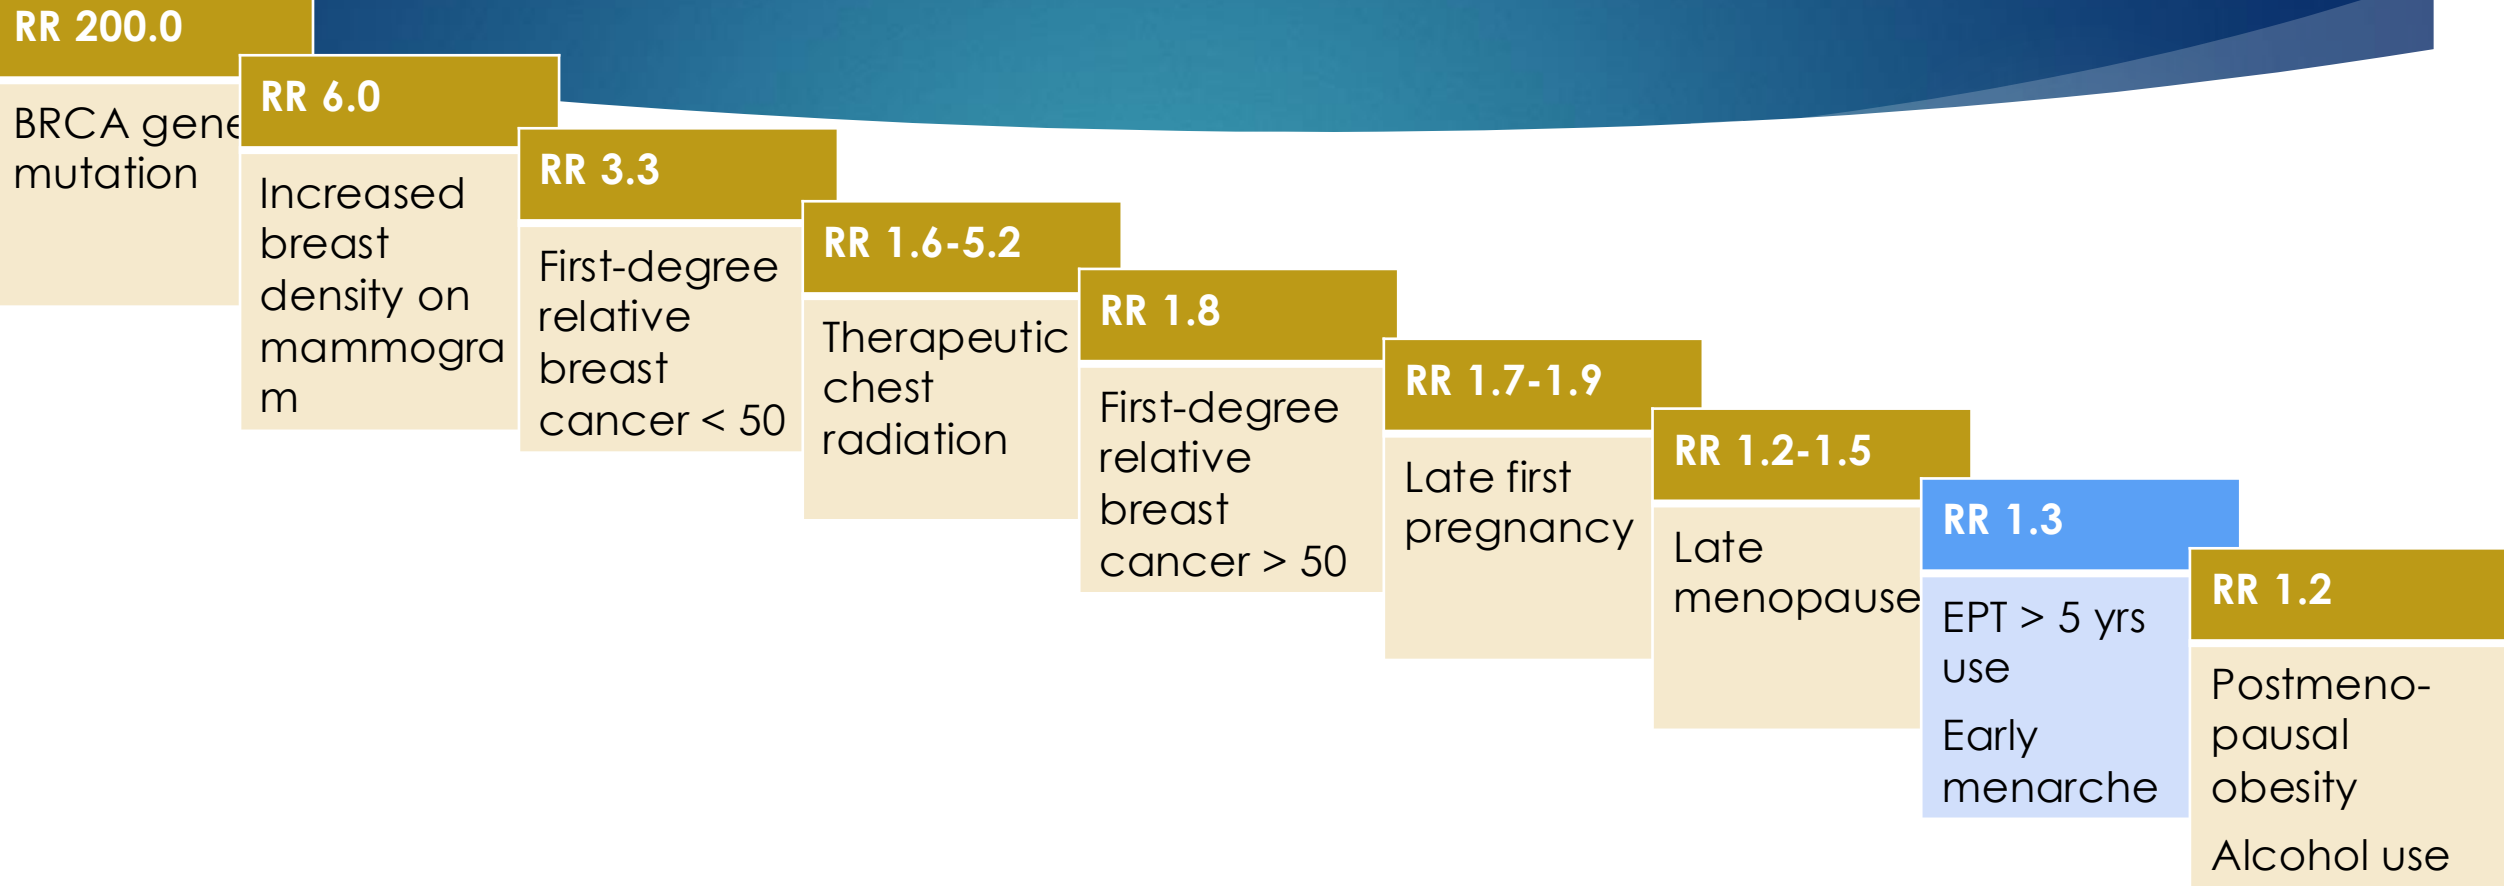 RR 200.0
BRCA gene
mutation
RR 6.0
Increased
breast
density on
mammogra
m
RR 3.3
First-degree
relative
breast
cancer < 50
RR 1.6-5.2
Therapeutic
chest
radiation
RR 1.8
First-degree
relative
breast
cancer > 50
RR 1.7-1.9
Late first
pregnancy
RR 1.2-1.5
Late
menopause
RR 1.3
EPT > 5 yrs
use
Early
menarche
RR 1.2
Postmeno-
pausal
obesity
Alcohol use